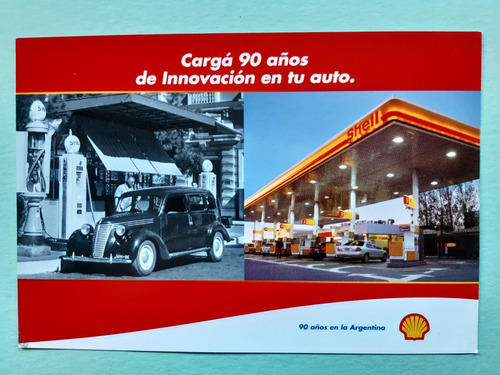 Cargá 90 años
de Innovación en tu auto.
Shell
90 años en la Argentina